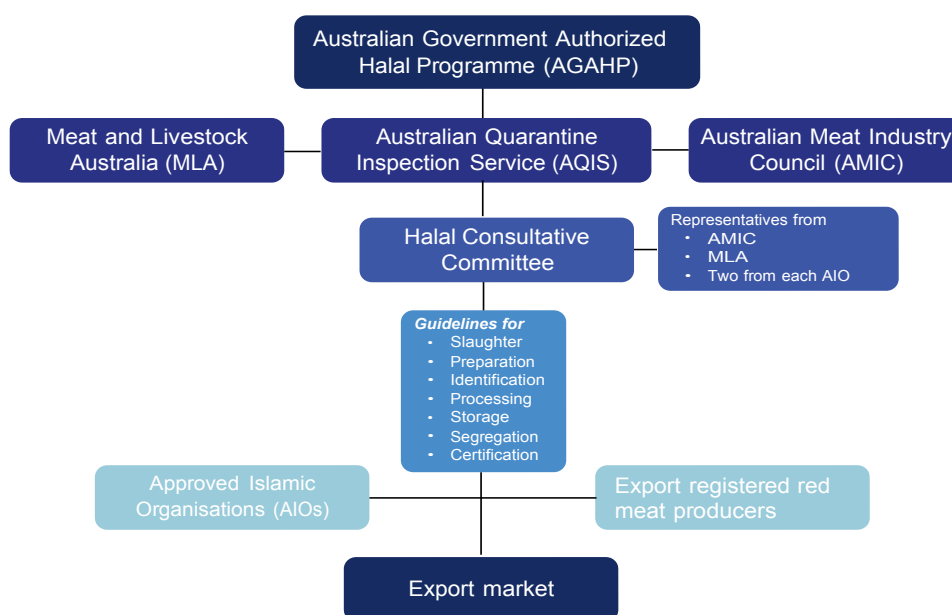 Australian Government Authorized
Halal Programme (AGAHP)
Meat and Livestock
Australia (MLA)
Australian Quarantine
Inspection Service (AQIS)
Australian Meat Industry
Council (AMIC)
Halal Consultative
Committee
Representatives from
• AMIC
• MLA
• Two from each AIO
Guidelines for
• Slaughter
• Preparation
• Identification
• Processing
• Storage
• Segregation
• Certification
Approved Islamic
Organisations (AIOs)
Export registered red
meat producers
Export market